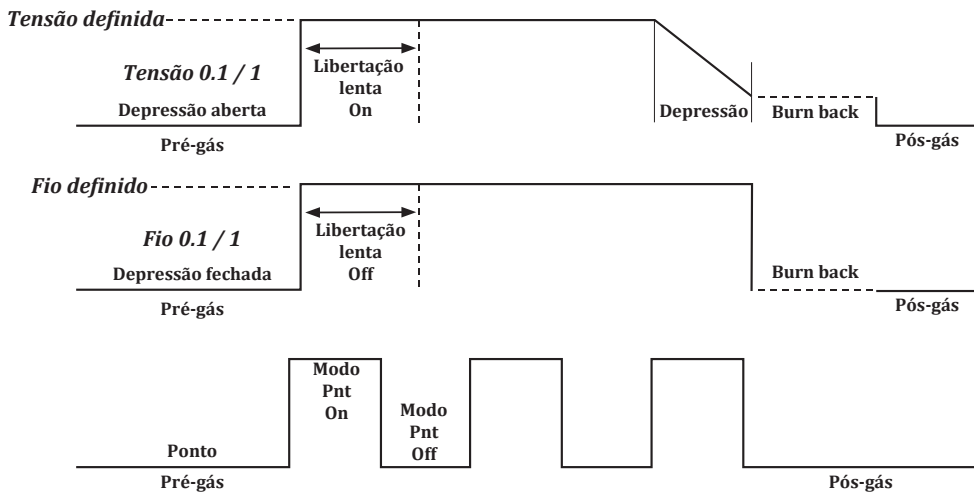 Tensão definida
Tensão 0.1 / 1
Depressão aberta
Pré-gás
Libertação
lenta
On
Depressão
Burn back
Pós-gás
Fio definido
Fio 0.1 / 1
Depressão fechada
Pré-gás
Libertação
lenta
Off
Burn back
Pós-gás
Modo
Pnt
On
Modo
Pnt
Off
Ponto
Pré-gás
Pós-gás